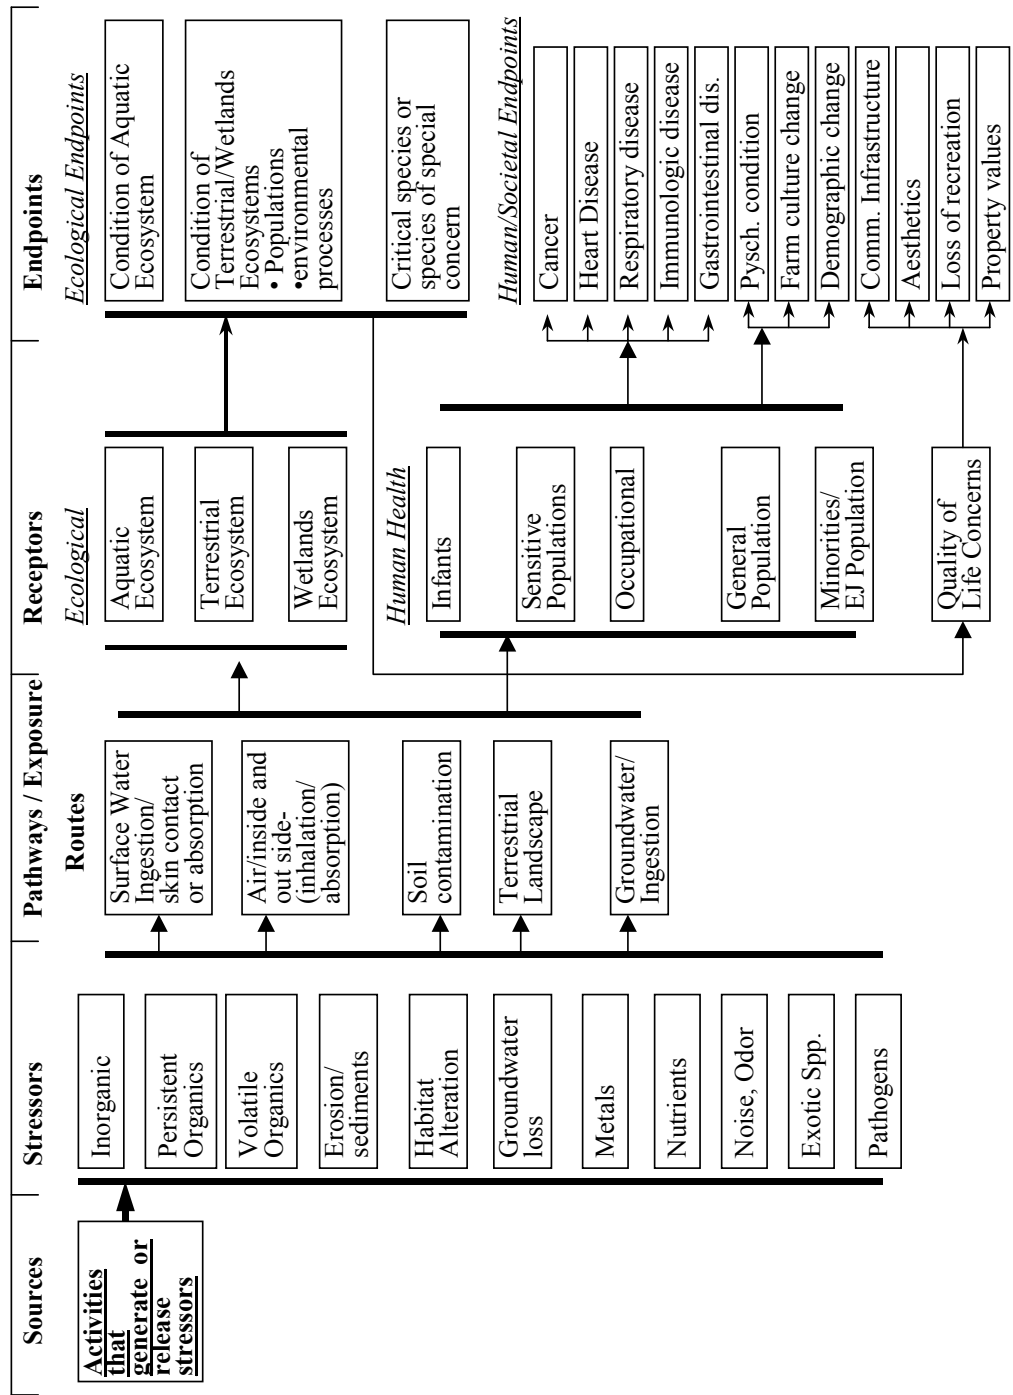 Sources
Stressors
Pathways / Exposure
Routes
Receptors
Endpoints
Activities
that
generate or
release
stressors
Inorganic
Persistent
Organics
Volatile
Organics
Erosion/
sediments
Habitat
Alteration
Groundwater
loss
Metals
Nutrients
Noise, Odor
Exotic Spp.
Pathogens
Surface Water
Ingestion/
skin contact
or absorption
Air/inside and
out side-
(inhalation/
absorption)
Soil
contamination
Terrestrial
Landscape
Groundwater/
Ingestion
Ecological
Aquatic
Ecosystem
Terrestrial
Ecosystem
Wetlands
Ecosystem
Human Health
Infants
Sensitive
Populations
Occupational
General
Population
Minorities/
EJ Population
Quality of
Life Concerns
Ecological Endpoints
Condition of Aquatic
Ecosystem
Condition of
Terrestrial/Wetlands
Ecosystems
• Populations
•environmental
processes
Critical species or
species of special
concern
Human/Societal Endpoints
Cancer
Heart Disease
Respiratory disease
Immunologic disease
Gastrointestinal dis.
Pysch. condition
Farm culture change
Demographic change
Comm. Infrastructure
Aesthetics
Loss of recreation
Property values